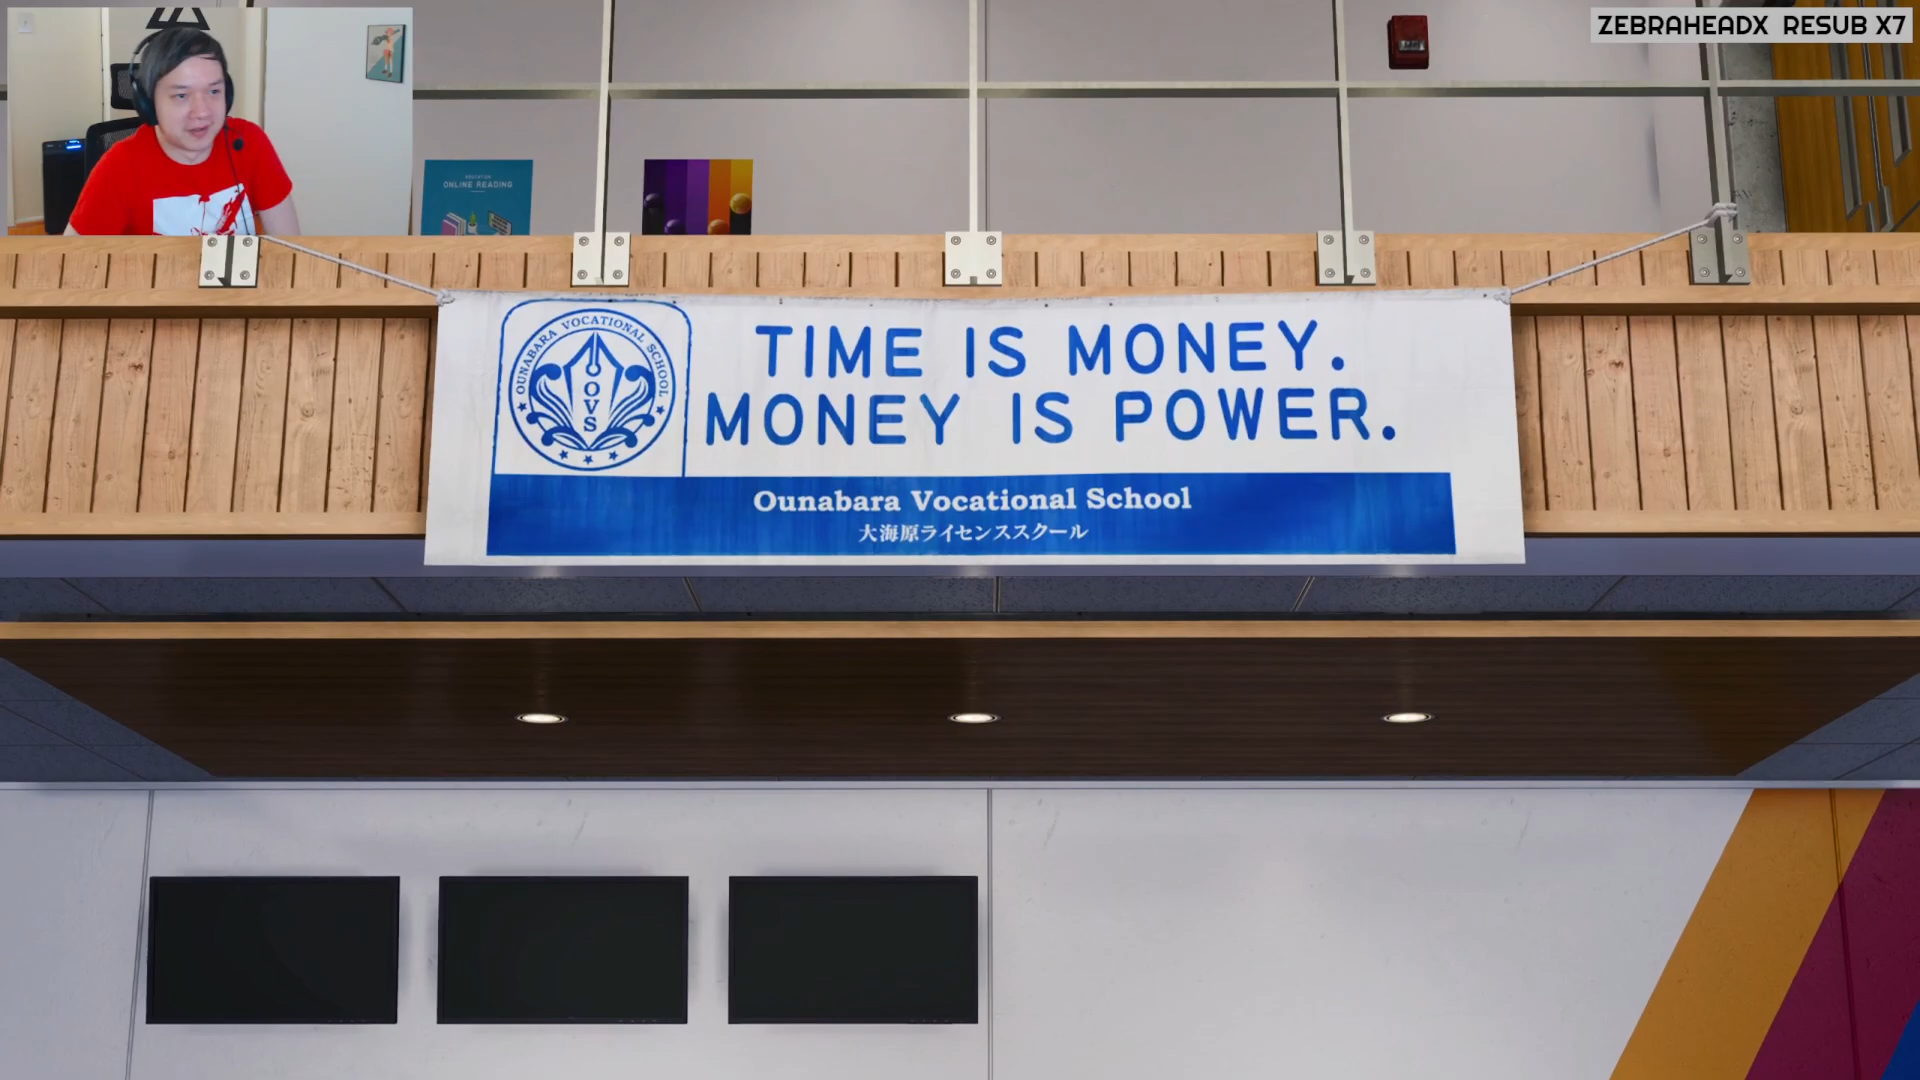 ZEBRAHEADX RESUB X7
EDUCATION
ONLINE READING
OUNABARA VOCATIONAL SCHOOL
OVS
TIME IS MONEY.
MONEY IS POWER.
Ounabara Vocational School
大海原ライセンススクール